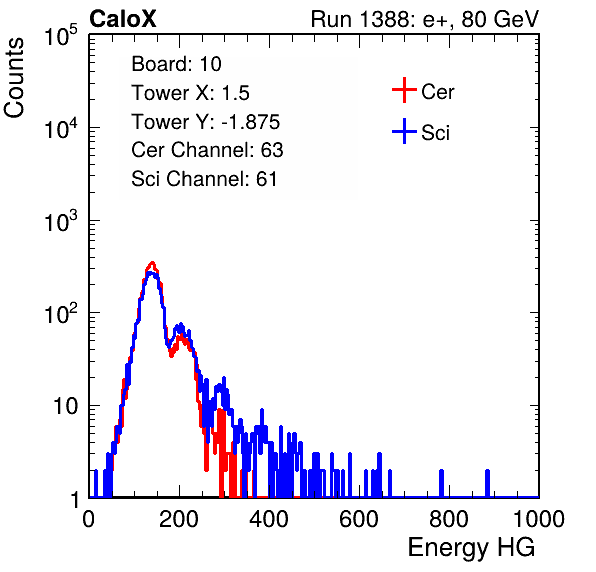 CaloX Run 1388: e+, 80 GeV
Counts
10^5
10^4
10^3
10^2
10
1
Board: 10
Tower X: 1.5
Tower Y: -1.875
Cer Channel: 63
Sci Channel: 61
Cer
Sci
0 200 400 600 800 1000
Energy HG